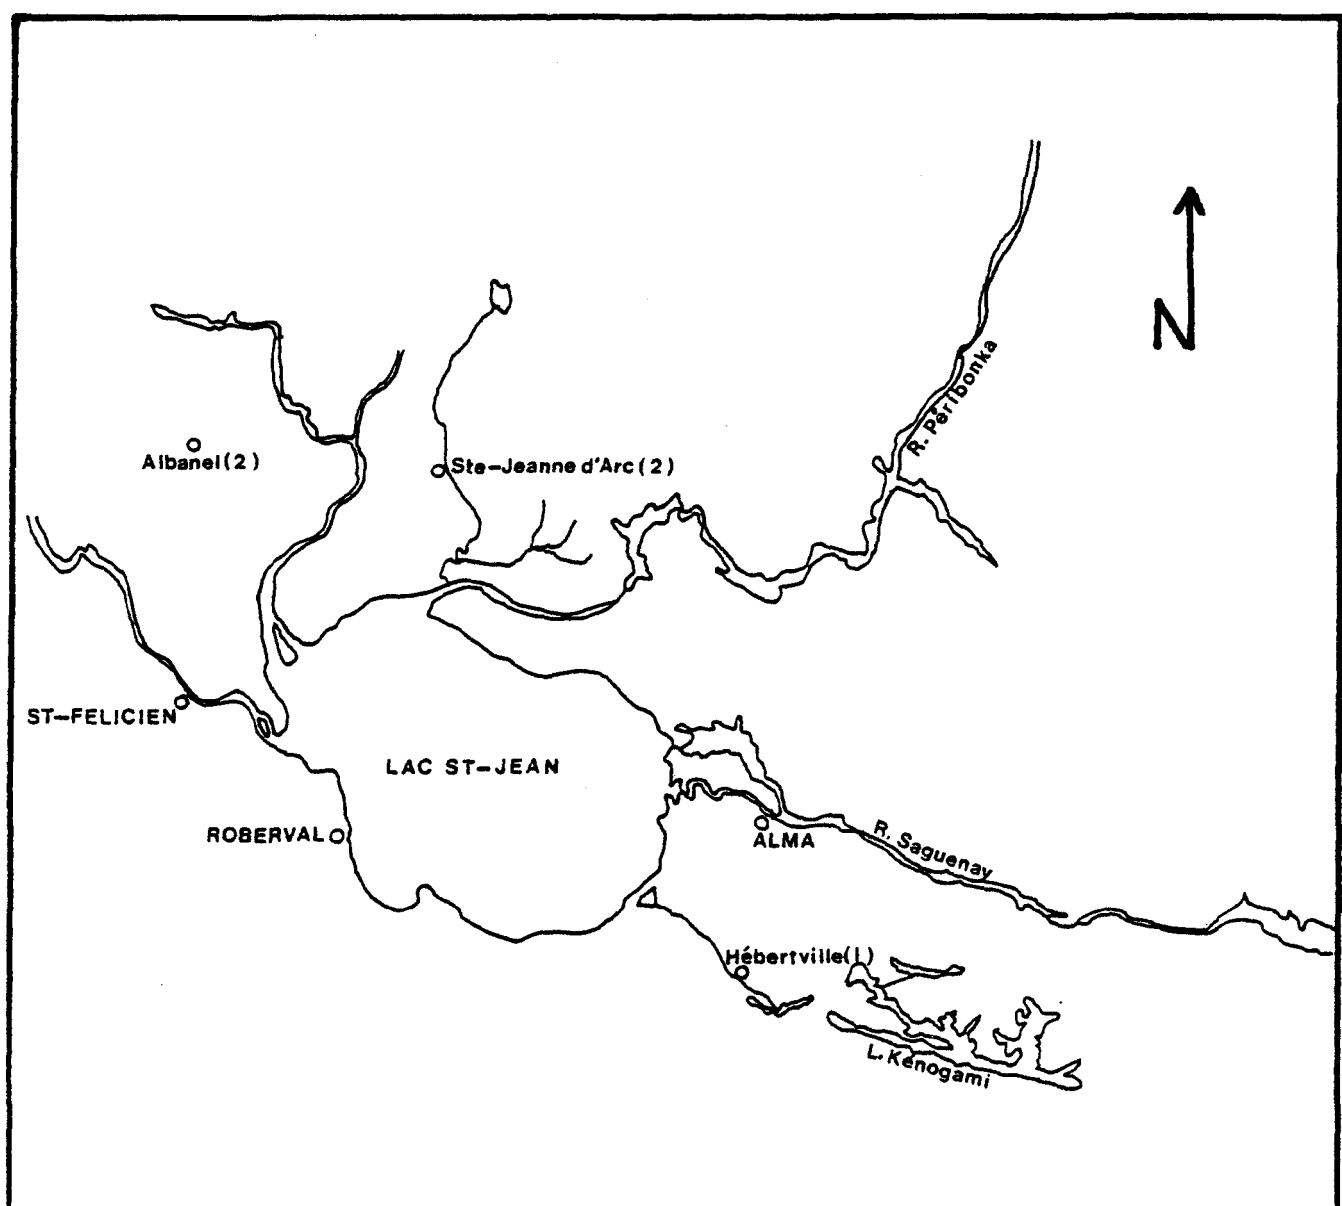 N
R. Péribonka
Albanel(2)
Ste-Jeanne d'Arc(2)
ST-FELICIEN
LAC ST-JEAN
ROBERVAL
ALMA
R. Saguenay
Hébertville(1)
L. Kénogami